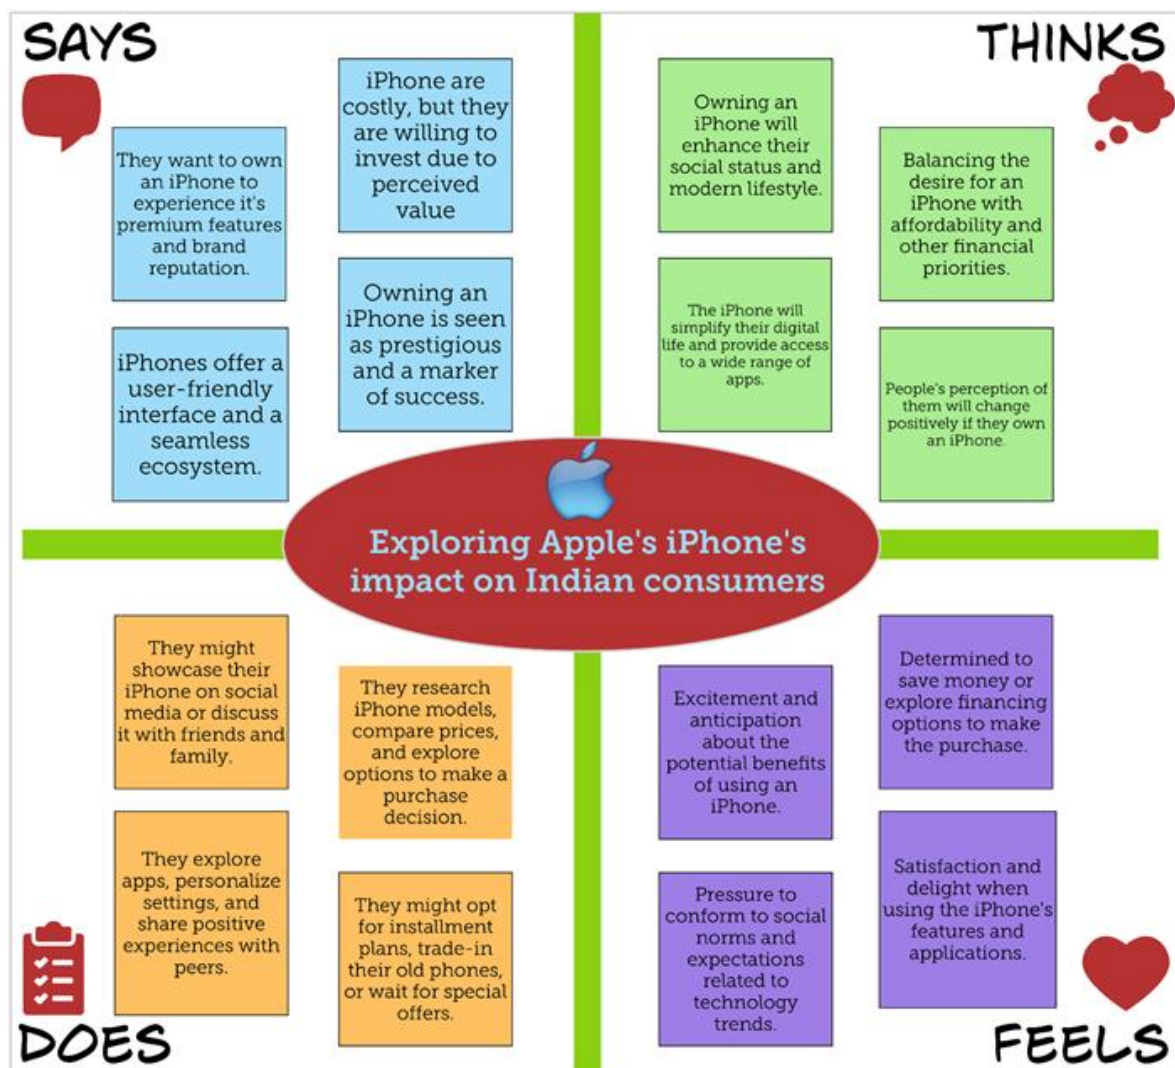 SAYS
They want to own
an iPhone to
experience it's
premium features
and brand
reputation.
iPhone are
costly, but they
are willing to
invest due to
perceived
value
iPhones offer a
user-friendly
interface and a
seamless
ecosystem.
Owning an
iPhone is seen
as prestigious
and a marker
of success.
THINKS
Owning an
iPhone will
enhance their
social status and
modern lifestyle.
Balancing the
desire for an
iPhone with
affordability and
other financial
priorities.
The iPhone will
simplify their digital
life and provide access
to a wide range of
apps.
People's perception of
them will change
positively if they own
an iPhone.
Exploring Apple's iPhone's
impact on Indian consumers
They might
showcase their
iPhone on social
media or discuss
it with friends and
family.
They research
iPhone models,
compare prices,
and explore
options to make a
purchase
decision.
They explore
apps, personalize
settings, and
share positive
experiences with
peers.
They might opt
for installment
plans, trade-in
their old phones,
or wait for special
offers.
DOES
Excitement and
anticipation
about the
potential benefits
of using an
iPhone.
Determined to
save money or
explore financing
options to make
the purchase.
Pressure to
conform to social
norms and
expectations
related to
technology
trends.
Satisfaction and
delight when
using the iPhone's
features and
applications.
FEELS